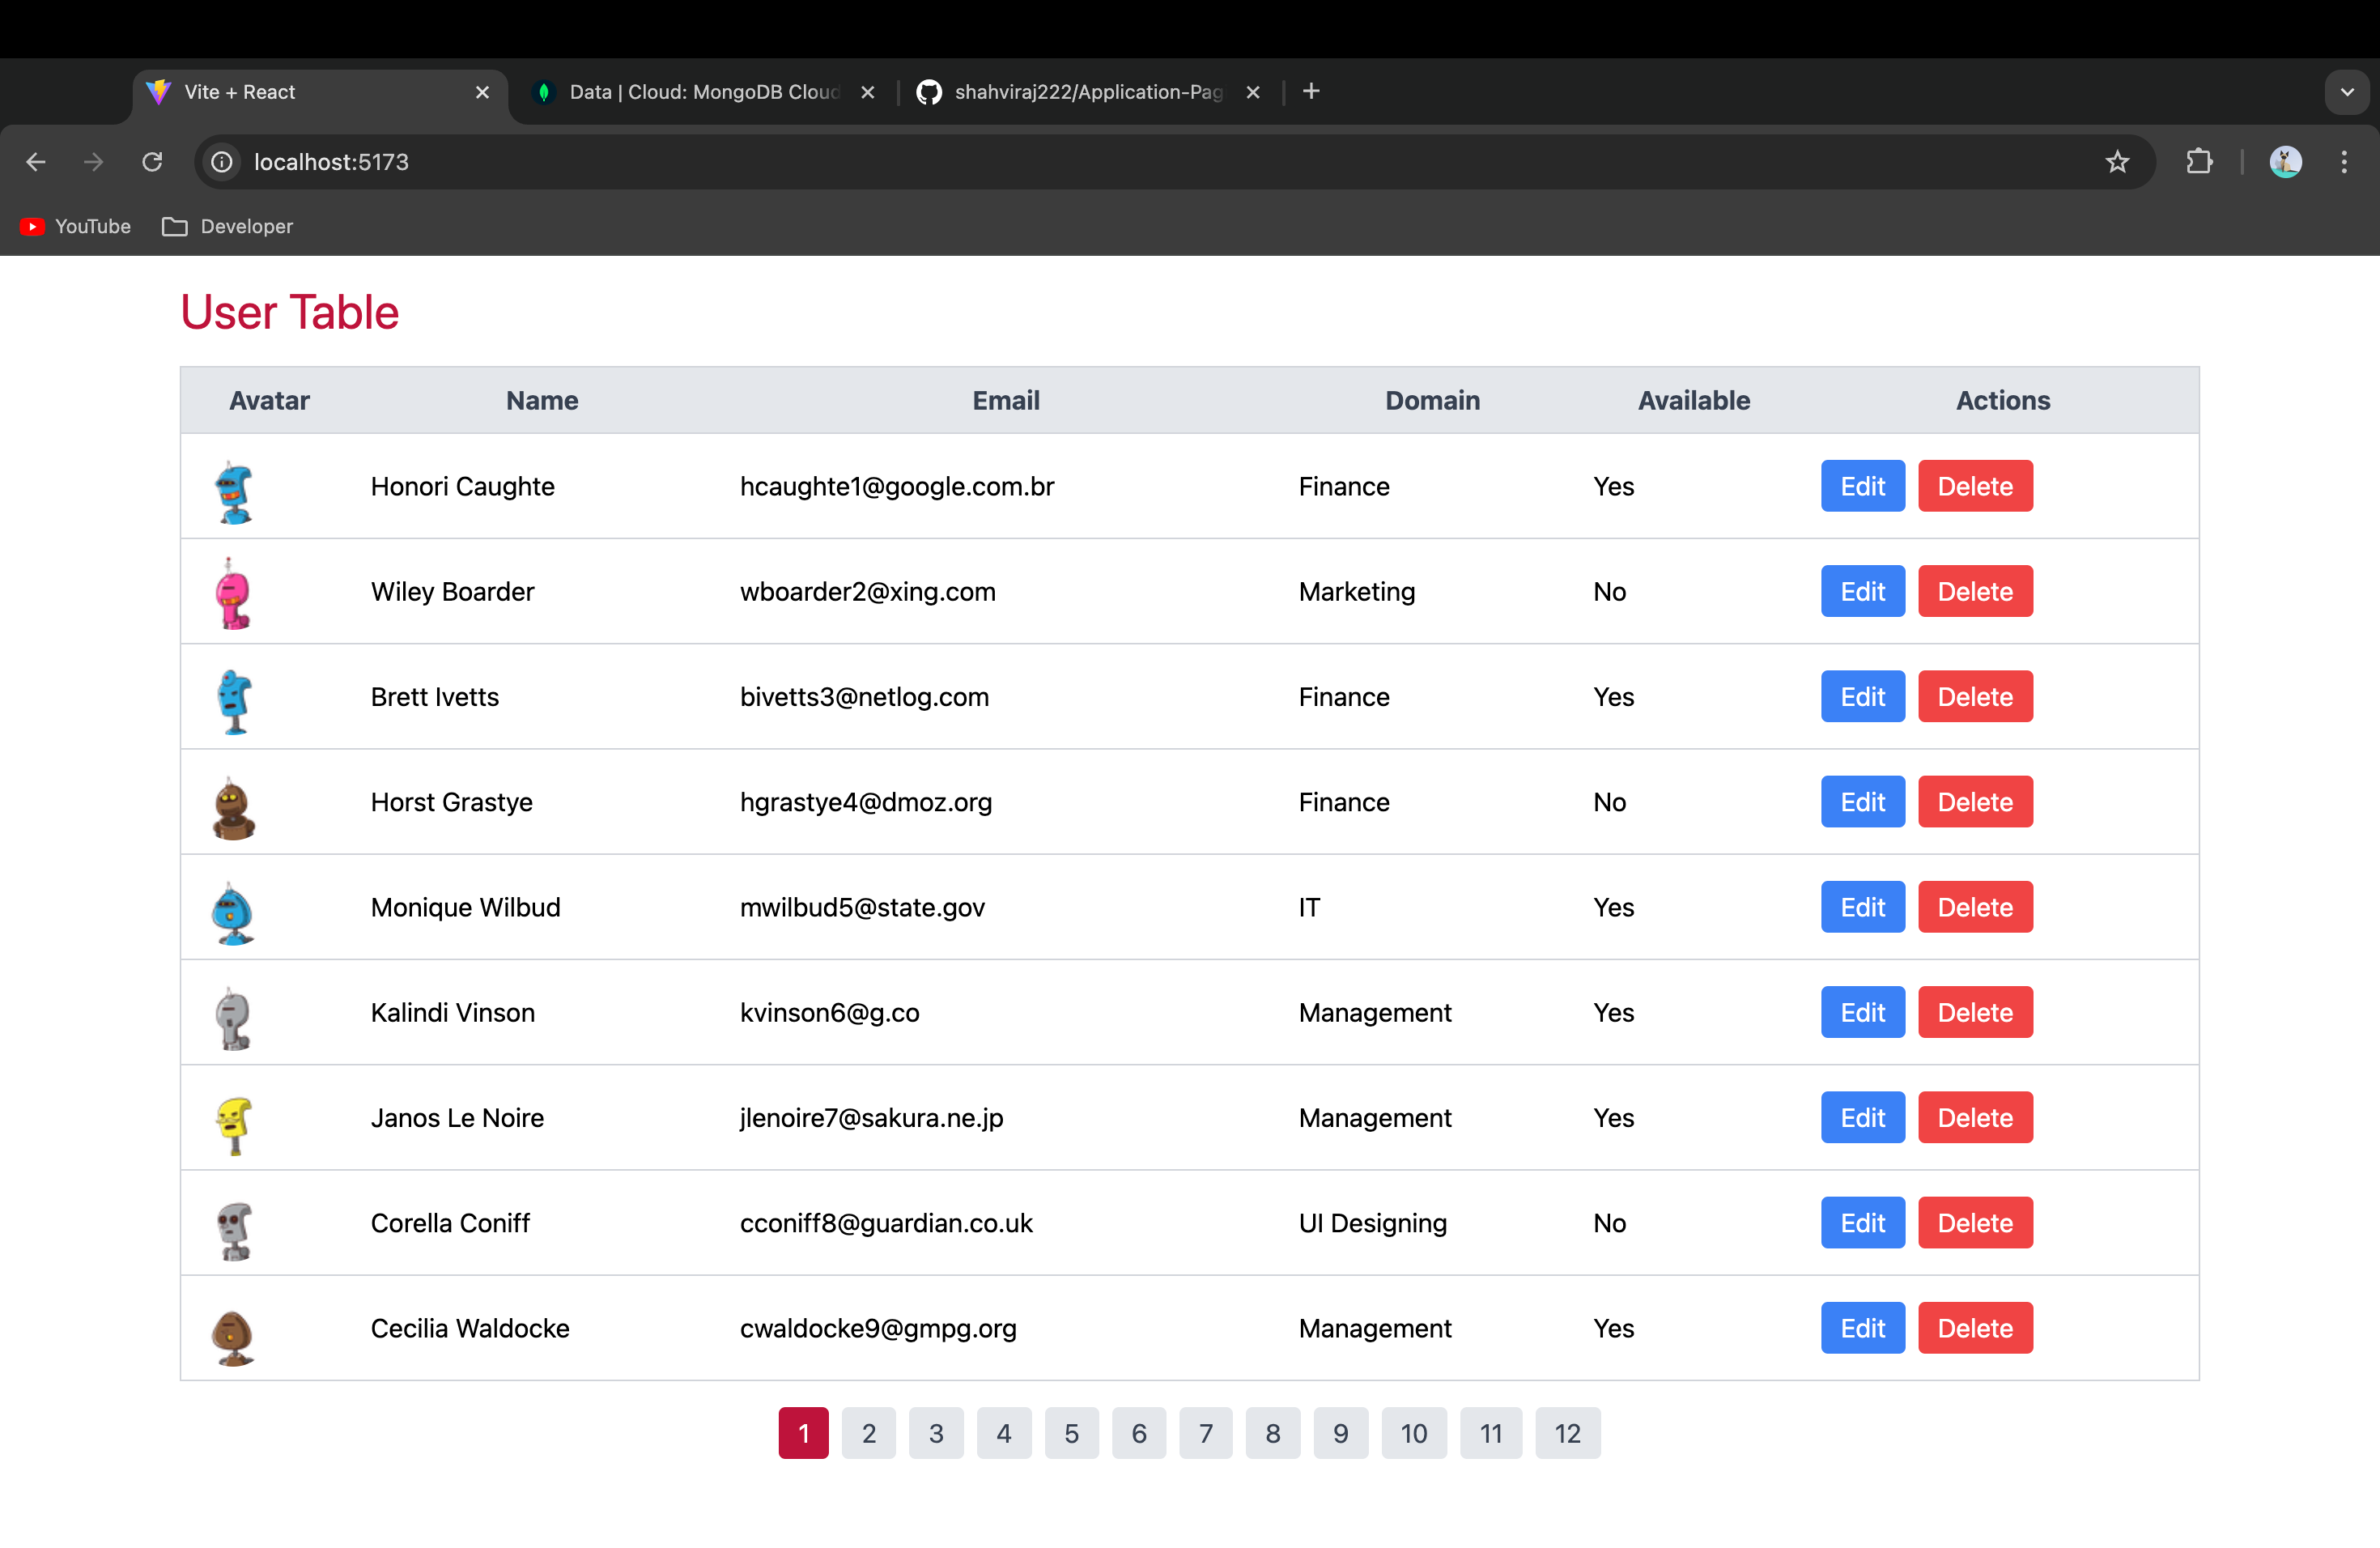 Vite + React
Data | Cloud: MongoDB Cloud
shahviraj222/Application-Pag
localhost:5173
YouTube
Developer
User Table
Avatar Name Email Domain Available Actions
Honori Caughte hcaughte1@google.com.br Finance Yes Edit Delete
Wiley Boarder wboarder2@xing.com Marketing No Edit Delete
Brett Ivetts bivetts3@netlog.com Finance Yes Edit Delete
Horst Grastye hgrastye4@dmoz.org Finance No Edit Delete
Monique Wilbud mwilbud5@state.gov IT Yes Edit Delete
Kalindi Vinson kvinson6@g.co Management Yes Edit Delete
Janos Le Noire jlenoire7@sakura.ne.jp Management Yes Edit Delete
Corella Coniff cconiff8@guardian.co.uk UI Designing No Edit Delete
Cecilia Waldocke cwaldocke9@gmpg.org Management Yes Edit Delete
1 2 3 4 5 6 7 8 9 10 11 12